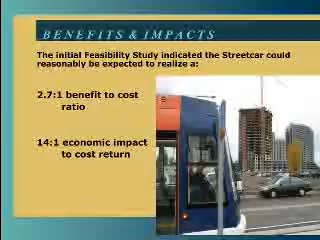 BENEFITS & IMPACTS
The initial Feasibility Study indicated the Streetcar could
reasonably be expected to realize a:
2.7:1 benefit to cost
ratio
14:1 economic impact
to cost return